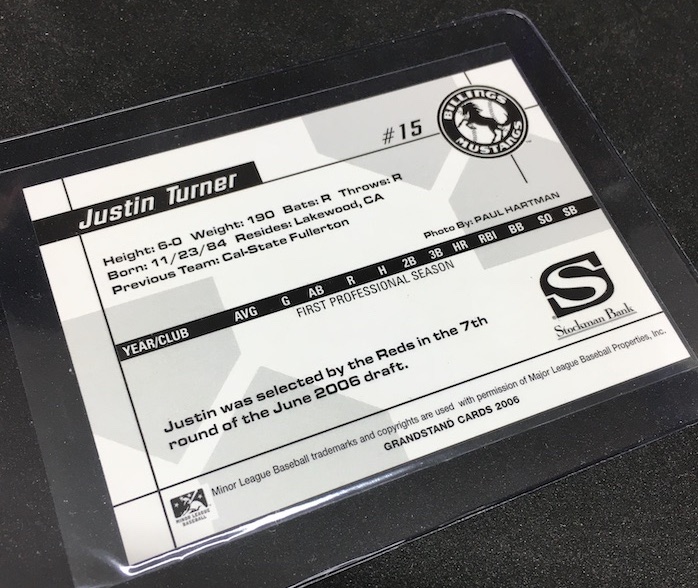 Justin Turner
#15
BILLINGS
MUSTANGS
Height: 6-0 Weight: 190 Bats: R Throws: R
Born: 11/23/84 Resides: Lakewood, CA
Previous Team: Cal-State Fullerton
Photo By: PAUL HARTMAN
YEAR/CLUB AVG G AB R H 2B 3B HR RBI BB SO SB
FIRST PROFESSIONAL SEASON
S
Stockman Bank
Justin was selected by the Reds in the 7th
round of the June 2006 draft.
MINOR LEAGUE
BASEBALL
Minor League Baseball trademarks and copyrights are used with permission of Major League Baseball Properties, Inc.
GRANDSTAND CARDS 2006